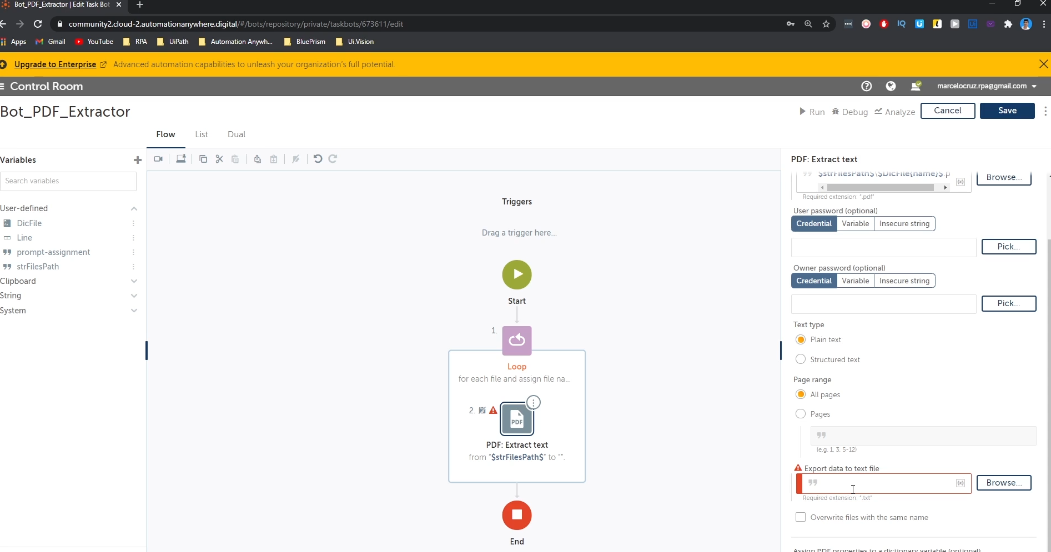 Bot_PDF_Extractor | Edit Task Bot
community2.cloud-2.automationanywhere.digital/#/bots/repository/private/taskbots/673611/edit
Apps Gmail YouTube RPA UiPath Automation Anywh... BluePrism Ui.Vision
Upgrade to Enterprise Advanced automation capabilities to unleash your organization's full potential.
Control Room
marcelocruz.rpa@gmail.com
Bot_PDF_Extractor
Run Debug Analyze Cancel Save
Flow List Dual
Variables
Search variables
User-defined
DicFile
Line
prompt-assignment
strFilesPath
Clipboard
String
System
Triggers
Drag a trigger here...
Start
1.
Loop
for each file and assign file na...
2.
PDF
PDF: Extract text
from "$strFilesPath$" to "".
End
PDF: Extract text
$strFilesPath$\$DicFile{name}$.p
Browse...
Required extension: ".pdf"
User password (optional)
Credential Variable Insecure string
Pick...
Owner password (optional)
Credential Variable Insecure string
Pick...
Text type
Plain text
Structured text
Page range
All pages
Pages
(e.g. 1, 3, 5-12)
Export data to text file
Browse...
Required extension: ".txt"
Overwrite files with the same name
Assign PDF properties to a dictionary variable (optional)